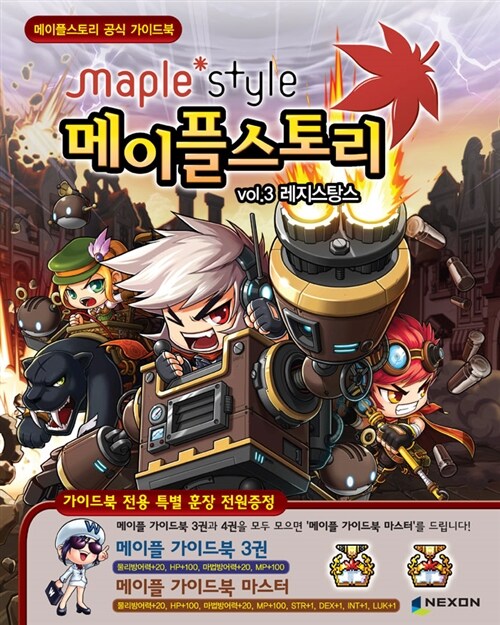 메이플스토리 공식 가이드북
maple*style
메이플스토리
vol.3 레지스탕스
가이드북 전용 특별 훈장 전원증정
메이플 가이드북 3권과 4권을 모두 모으면 '메이플 가이드북 마스터'를 드립니다!
메이플 가이드북 3권
물리방어력+20, HP+100, 마법방어력+20, MP+100
메이플 가이드북 마스터
물리방어력+20, HP+100, 마법방어력+20, MP+100, STR+1, DEX+1, INT+1, LUK+1
W
NEXON